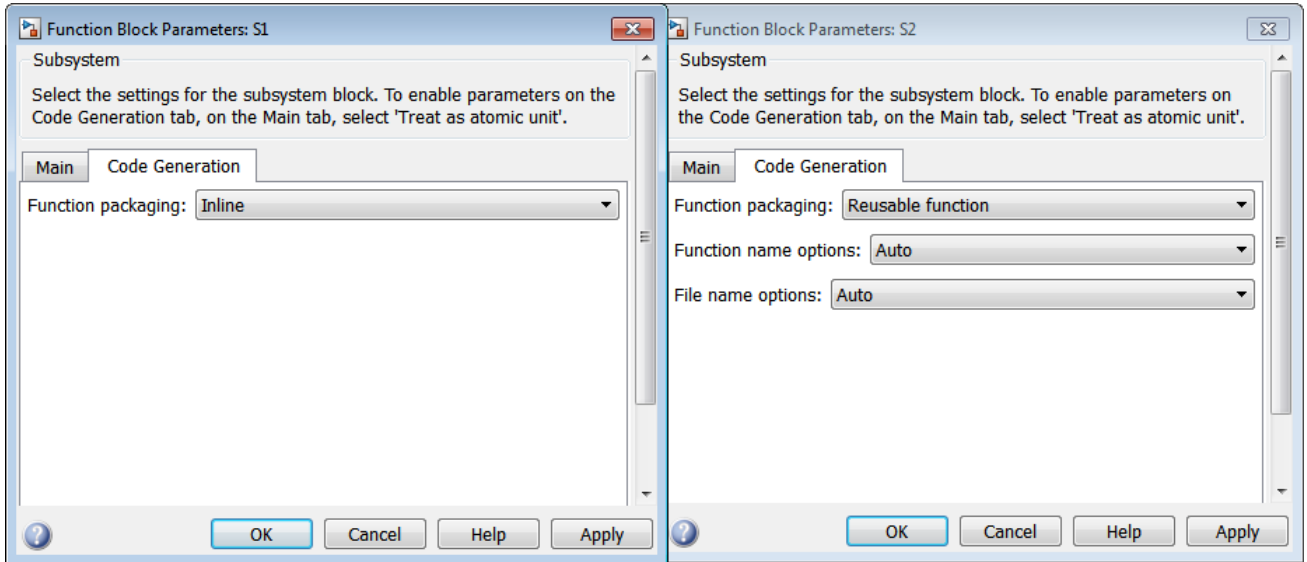 Function Block Parameters: S1
Subsystem
Select the settings for the subsystem block. To enable parameters on the
Code Generation tab, on the Main tab, select 'Treat as atomic unit'.
Main
Code Generation
Function packaging: Inline
OK
Cancel
Help
Apply
Function Block Parameters: S2
Subsystem
Select the settings for the subsystem block. To enable parameters on
the Code Generation tab, on the Main tab, select 'Treat as atomic unit'.
Main
Code Generation
Function packaging: Reusable function
Function name options: Auto
File name options: Auto
OK
Cancel
Help
Apply